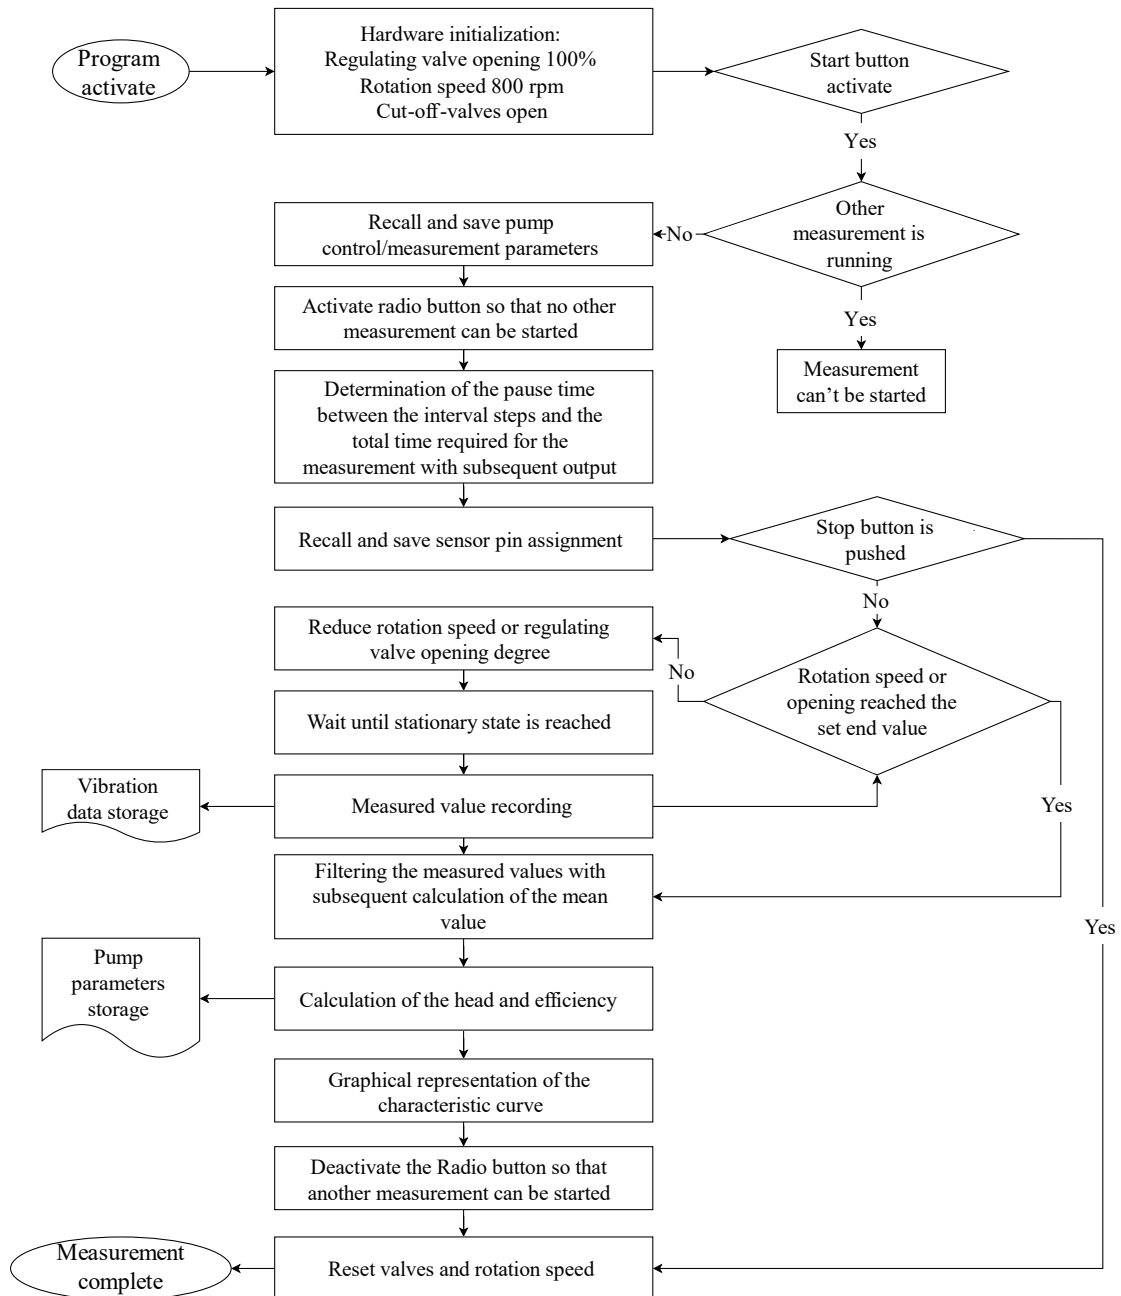 Program
activate
Hardware initialization:
Regulating valve opening 100%
Rotation speed 800 rpm
Cut-off-valves open
Start button
activate
Yes
Other
measurement is
running
No
Recall and save pump
control/measurement parameters
Yes
Measurement
can't be started
Activate radio button so that no other
measurement can be started
Determination of the pause time
between the interval steps and the
total time required for the
measurement with subsequent output
Recall and save sensor pin assignment
Stop button is
pushed
No
Rotation speed or
opening reached the
set end value
No
Reduce rotation speed or regulating
valve opening degree
Wait until stationary state is reached
Measured value recording
Vibration
data storage
Yes
Filtering the measured values with
subsequent calculation of the mean
value
Yes
Calculation of the head and efficiency
Pump
parameters
storage
Graphical representation of the
characteristic curve
Deactivate the Radio button so that
another measurement can be started
Reset valves and rotation speed
Measurement
complete